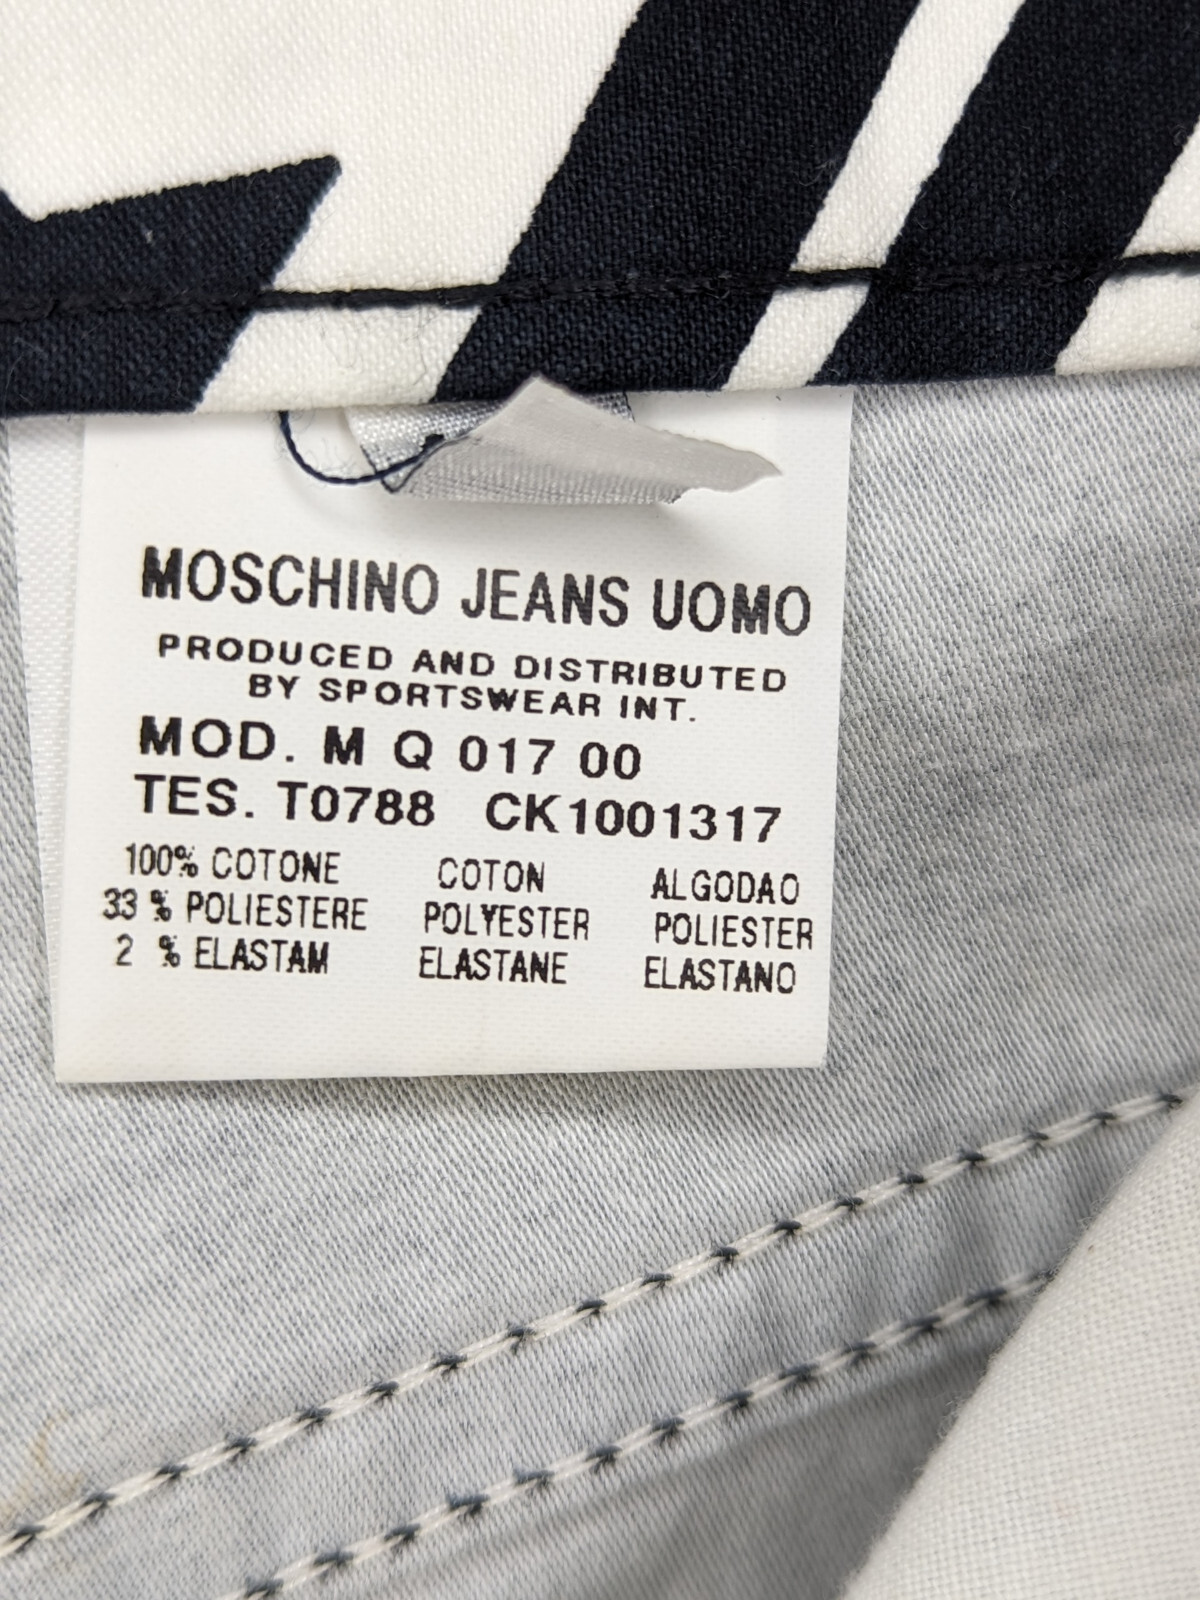 MOSCHINO JEANS UOMO
PRODUCED AND DISTRIBUTED
BY SPORTSWEAR INT.
MOD. M Q 017 00
TES. T0788 CK1001317
100% COTONE COTON ALGODAO
33 % POLIESTERE POLYESTER POLIESTER
2 % ELASTAM ELASTANE ELASTANO